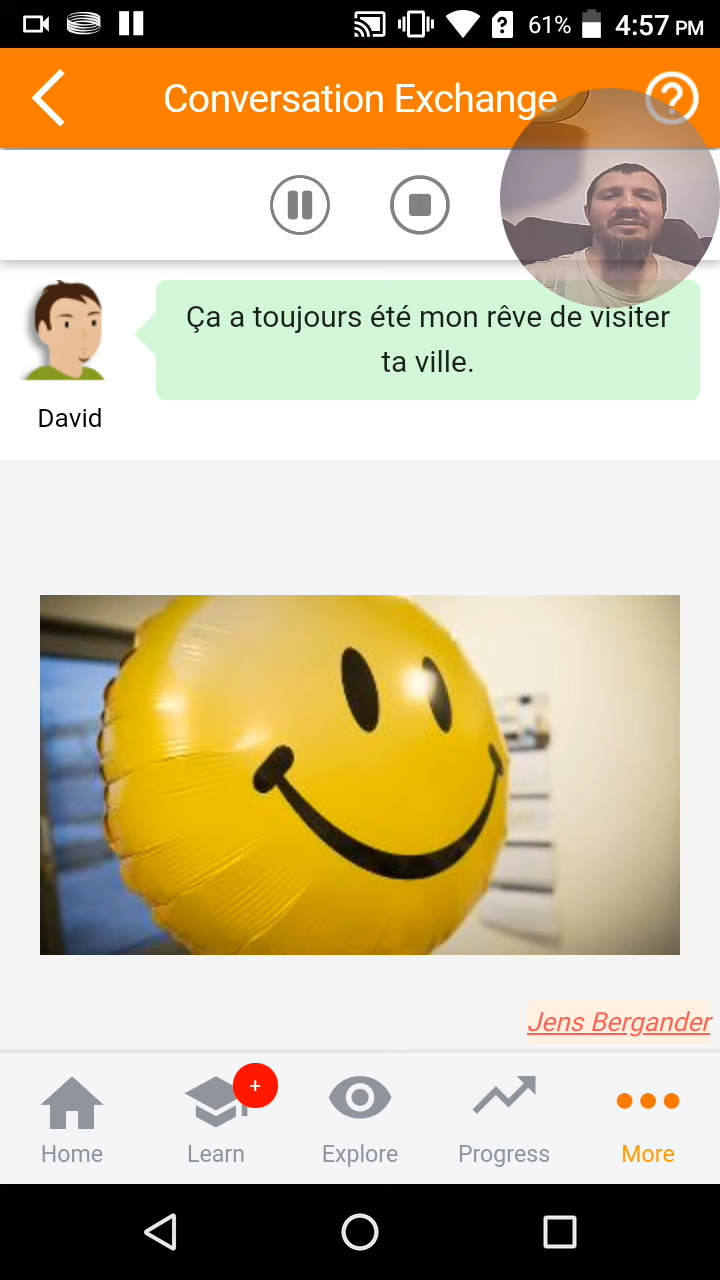 61% 4:57 PM
Conversation Exchange
Ça a toujours été mon rêve de visiter
ta ville.
David
Jens Bergander
+
Home Learn Explore Progress More